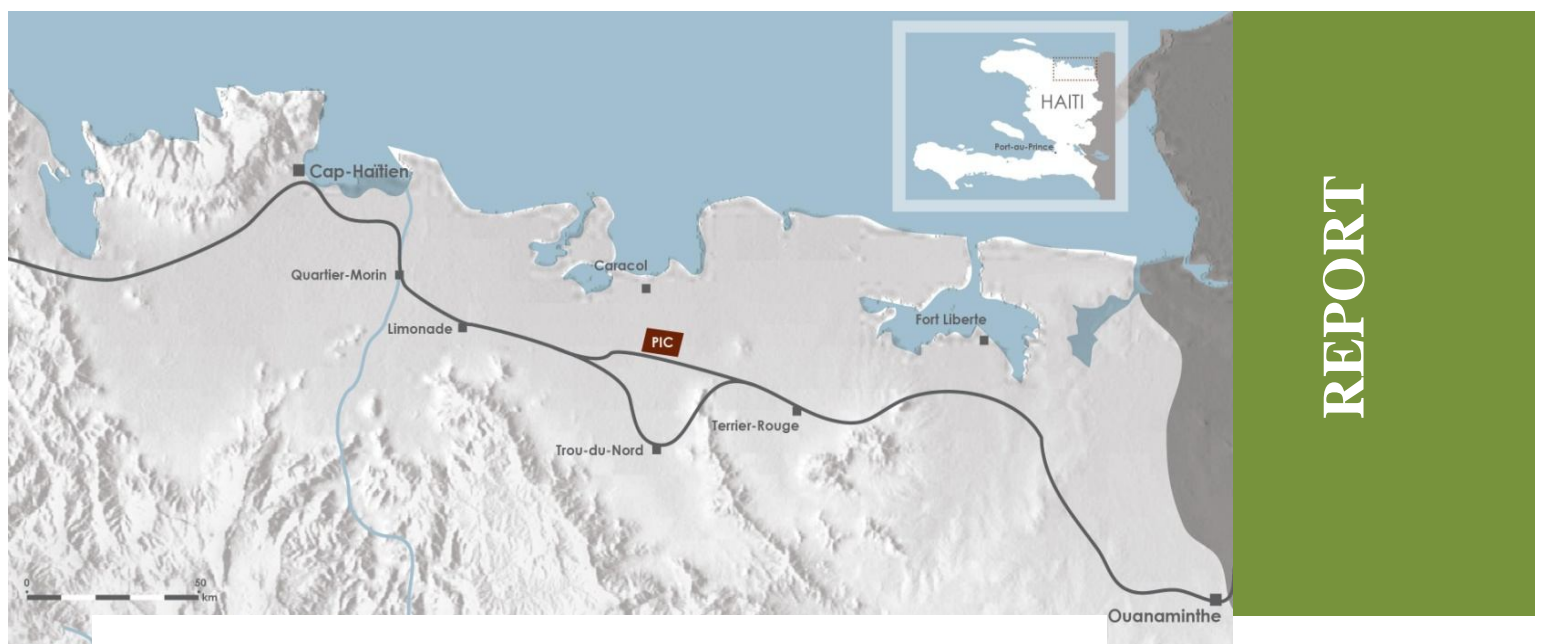 HAITI
Port-au-Prince
Cap-Haïtien
Quartier-Morin
Caracol
Limonade
PIC
Fort Liberte
Terrier-Rouge
Trou-du-Nord
0
50
km
Ouanaminthe
REPORT